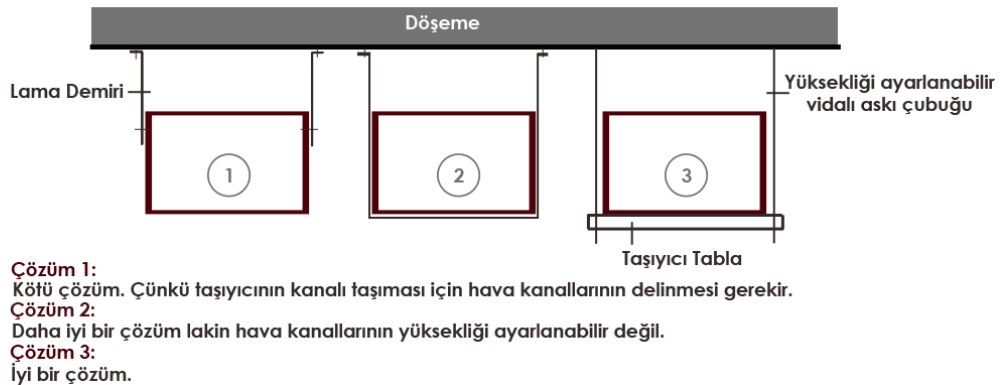 Döşeme
Lama Demiri
Yüksekliği ayarlanabilir
vidalı askı çubuğu
1
2
3
Taşıyıcı Tabla
Çözüm 1:
Kötü çözüm. Çünkü taşıyıcının kanalı taşıması için hava kanallarının delinmesi gerekir.
Çözüm 2:
Daha iyi bir çözüm lakin hava kanallarının yüksekliği ayarlanabilir değil.
Çözüm 3:
İyi bir çözüm.